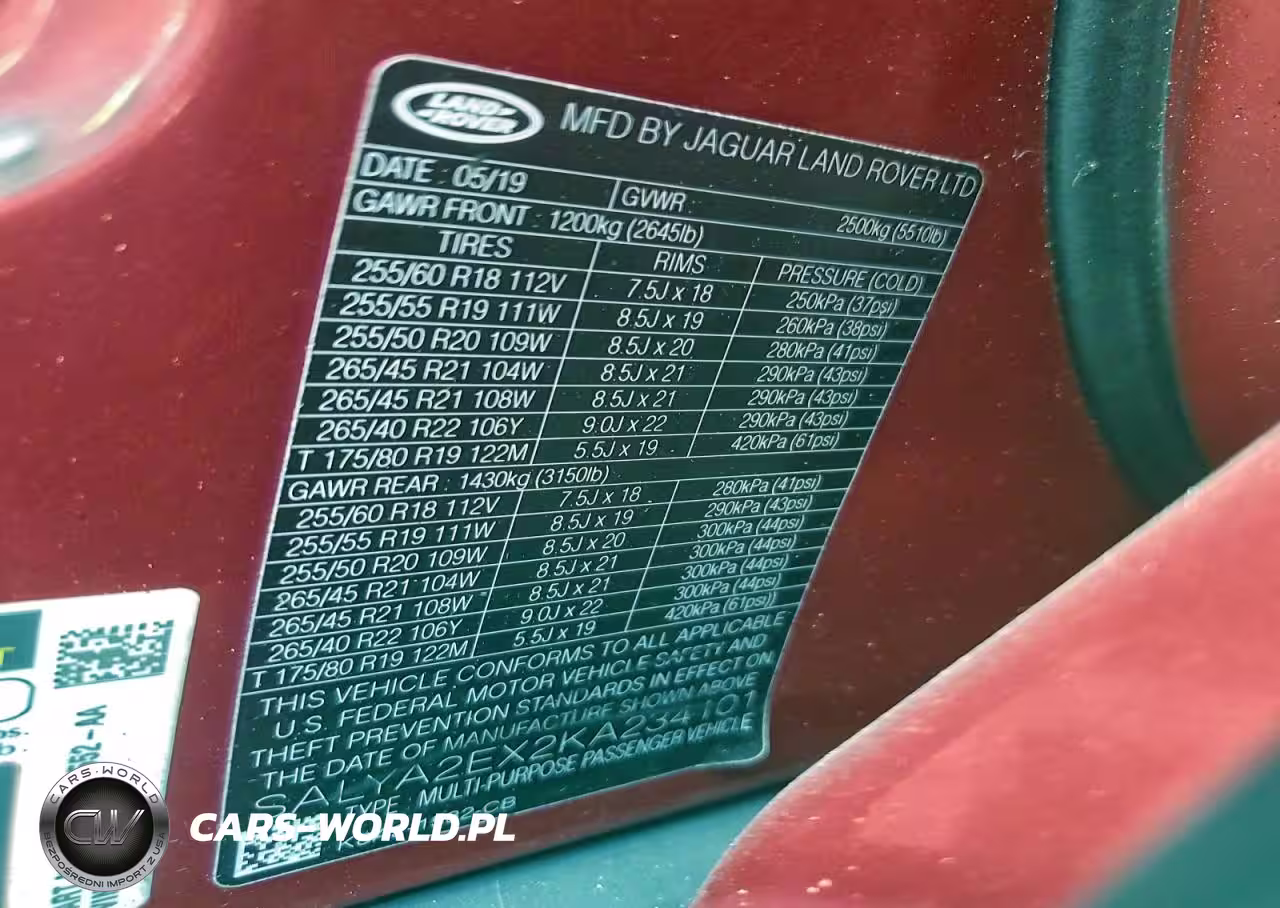 LAND ROVER
MFD BY JAGUAR LAND ROVER LTD
DATE : 05/19 GVWR 2500kg (5510lb)
GAWR FRONT : 1200kg (2645lb)
TIRES RIMS PRESSURE (COLD)
255/60 R18 112V 7.5J x 18 250kPa (37psi)
255/55 R19 111W 8.5J x 19 260kPa (38psi)
255/50 R20 109W 8.5J x 20 280kPa (41psi)
265/45 R21 104W 8.5J x 21 290kPa (43psi)
265/45 R21 108W 8.5J x 21 290kPa (43psi)
265/40 R22 106Y 9.0J x 22 290kPa (43psi)
T 175/80 R19 122M 5.5J x 19 420kPa (61psi)
GAWR REAR : 1430kg (3150lb)
255/60 R18 112V 7.5J x 18 280kPa (41psi)
255/55 R19 111W 8.5J x 19 290kPa (43psi)
255/50 R20 109W 8.5J x 20 300kPa (44psi)
265/45 R21 104W 8.5J x 21 300kPa (44psi)
265/45 R21 108W 8.5J x 21 300kPa (44psi)
265/40 R22 106Y 9.0J x 22 300kPa (44psi)
T 175/80 R19 122M 5.5J x 19 420kPa (61psi))
THIS VEHICLE CONFORMS TO ALL APPLICABLE
U.S. FEDERAL MOTOR VEHICLE SAFETY AND
THEFT PREVENTION STANDARDS IN EFFECT ON
THE DATE OF MANUFACTURE SHOWN ABOVE
SALYA2EX2KA234101
TYPE : MULTI-PURPOSE PASSENGER VEHICLE
CARS-WORLD
CW
BEZPOŚREDNI IMPORT Z USA
CARS-WORLD.PL